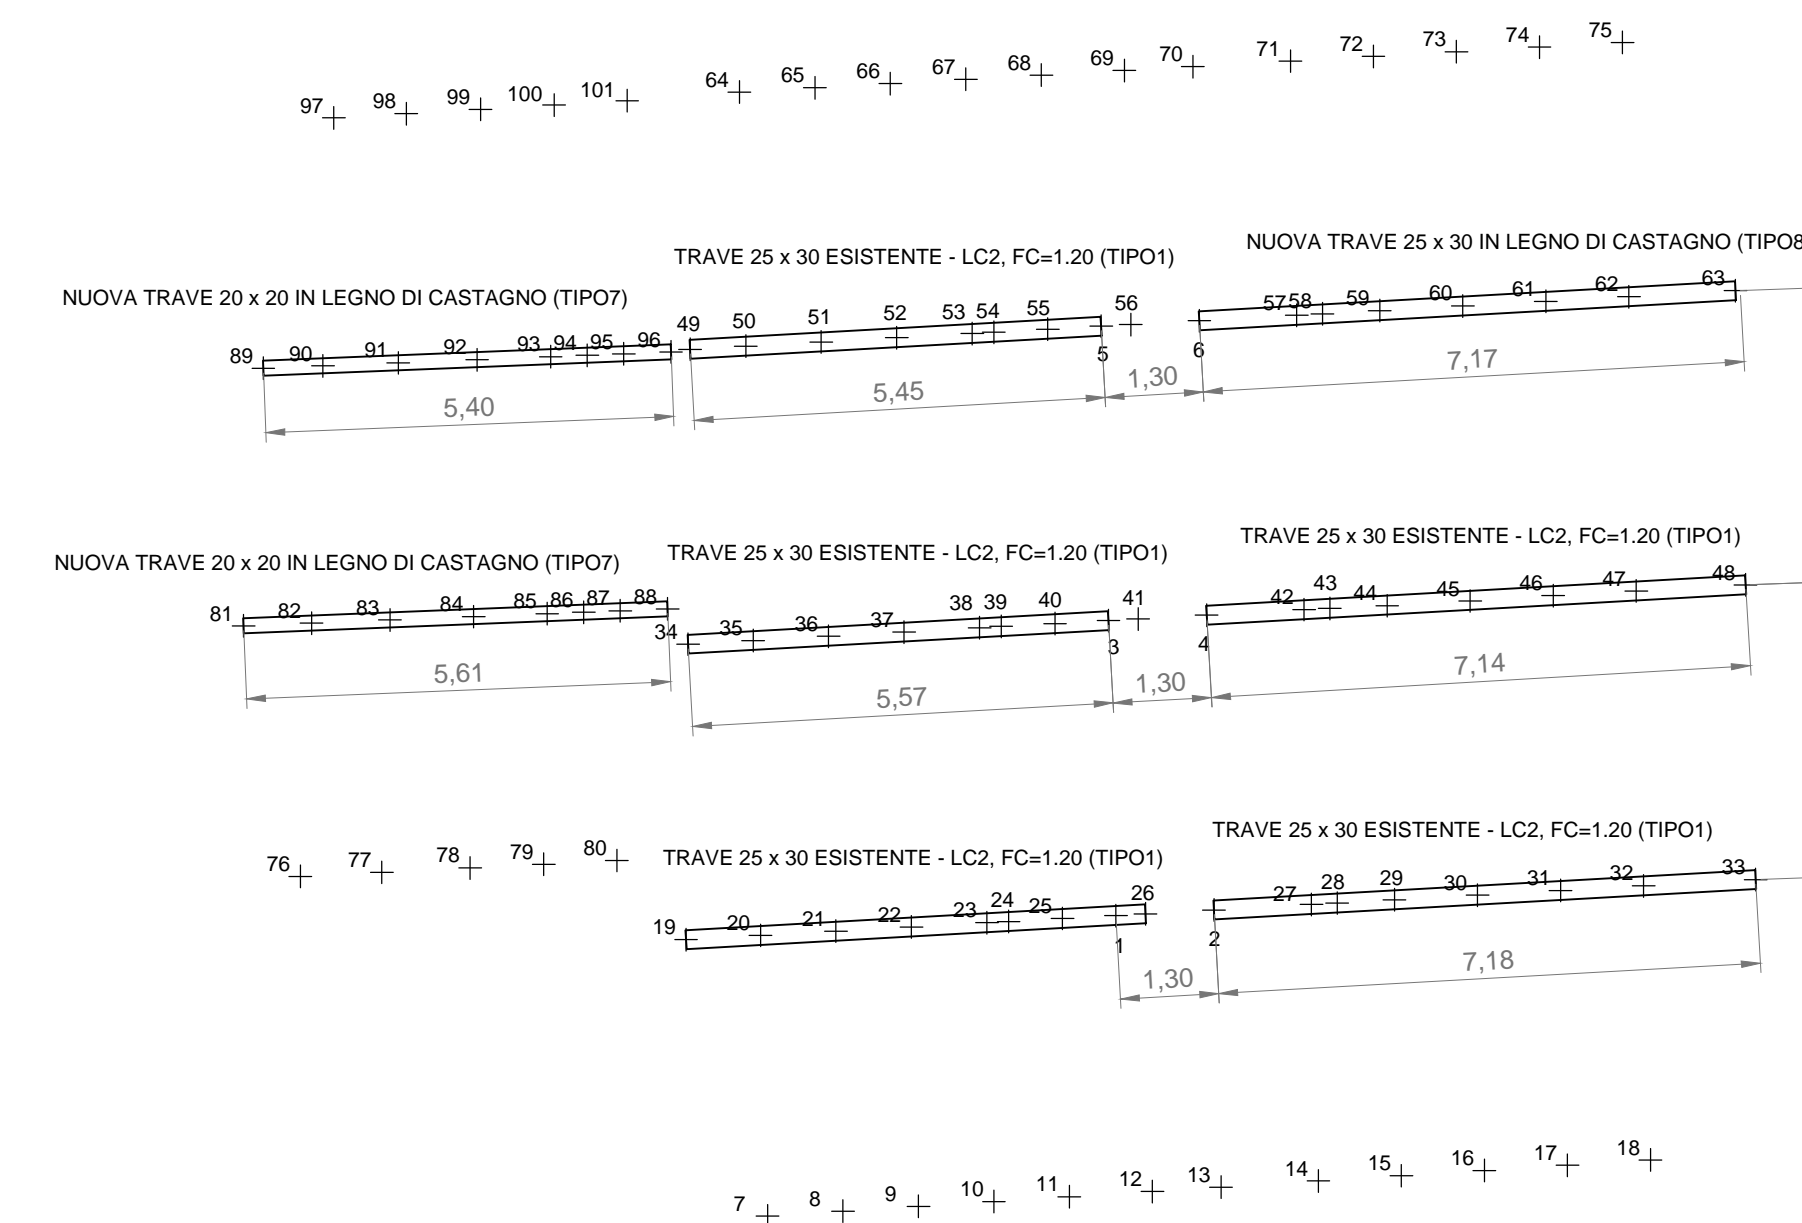 97 98 99 100 101 64 65 66 67 68 69 70 71 72 73 74 75
NUOVA TRAVE 20 x 20 IN LEGNO DI CASTAGNO (TIPO7)
TRAVE 25 x 30 ESISTENTE - LC2, FC=1.20 (TIPO1)
NUOVA TRAVE 25 x 30 IN LEGNO DI CASTAGNO (TIPO8
89 90 91 92 93 94 95 96 49 50 51 52 53 54 55 56 57 58 59 60 61 62 63
5 6
5,40 5,45 1,30 7,17
NUOVA TRAVE 20 x 20 IN LEGNO DI CASTAGNO (TIPO7)
TRAVE 25 x 30 ESISTENTE - LC2, FC=1.20 (TIPO1)
TRAVE 25 x 30 ESISTENTE - LC2, FC=1.20 (TIPO1)
81 82 83 84 85 86 87 88 34 35 36 37 38 39 40 41 42 43 44 45 46 47 48
3 4
5,61 5,57 1,30 7,14
76 77 78 79 80
TRAVE 25 x 30 ESISTENTE - LC2, FC=1.20 (TIPO1)
TRAVE 25 x 30 ESISTENTE - LC2, FC=1.20 (TIPO1)
19 20 21 22 23 24 25 26 27 28 29 30 31 32 33
1 2
1,30 7,18
7 8 9 10 11 12 13 14 15 16 17 18